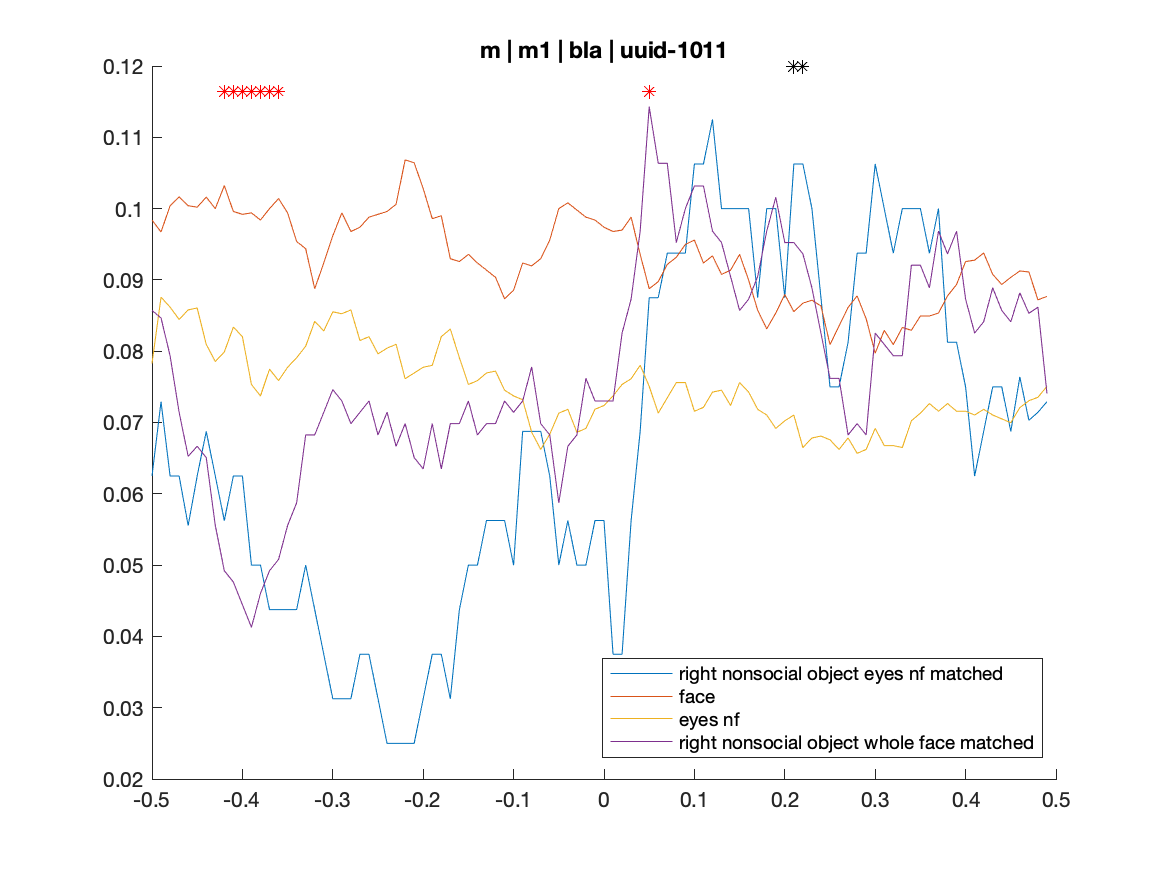 m | m1 | bla | uuid-1011
0.12
0.11
0.1
0.09
0.08
0.07
0.06
0.05
0.04
0.03
0.02
-0.5 -0.4 -0.3 -0.2 -0.1 0 0.1 0.2 0.3 0.4 0.5
right nonsocial object eyes nf matched
face
eyes nf
right nonsocial object whole face matched